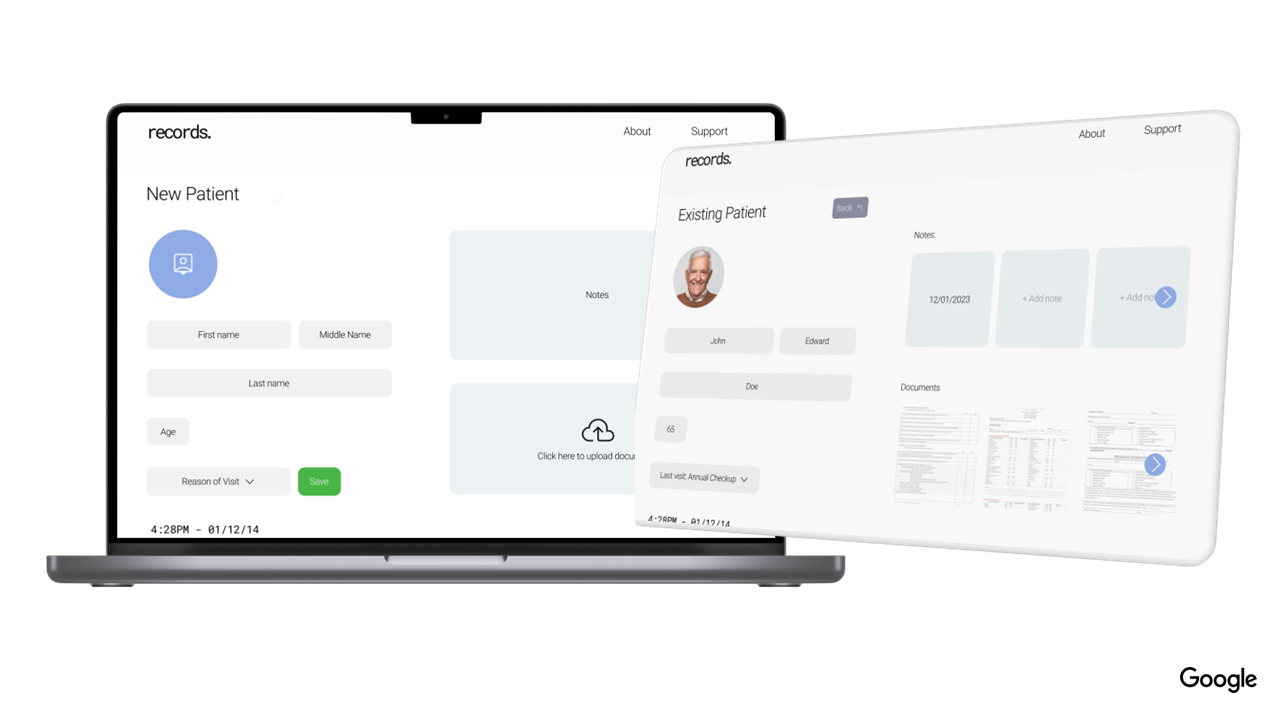 records.
About
Support
New Patient
First name
Middle Name
Last name
Age
Reason of Visit
Save
4:28PM - 01/12/14
Notes
Click here to upload docu
records.
About
Support
Existing Patient
Back
John
Edward
Doe
65
Last visit: Annual Checkup
4:28PM - 01/12/14
Notes:
12/01/2023
+ Add note
+ Add no
Documents
Google